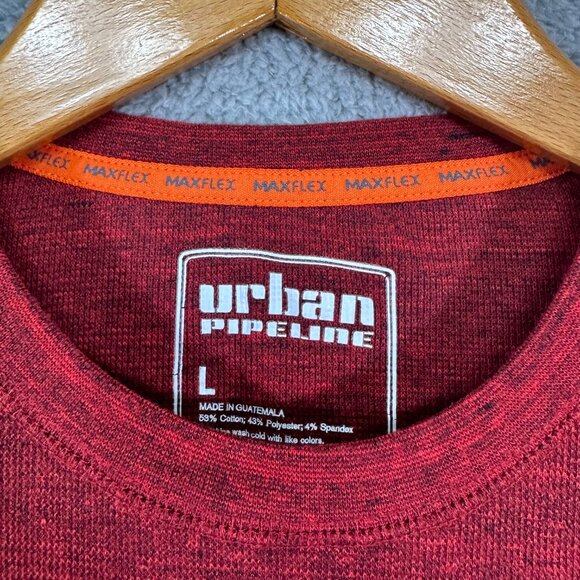 MAXFLEX MAXFLEX MAXFLEX MAXFLEX MAXFLEX MAXFLEX
urban
PIPELINE
L
MADE IN GUATEMALA
53% Cotton; 43% Polyester; 4% Spandex
wash cold with like colors.